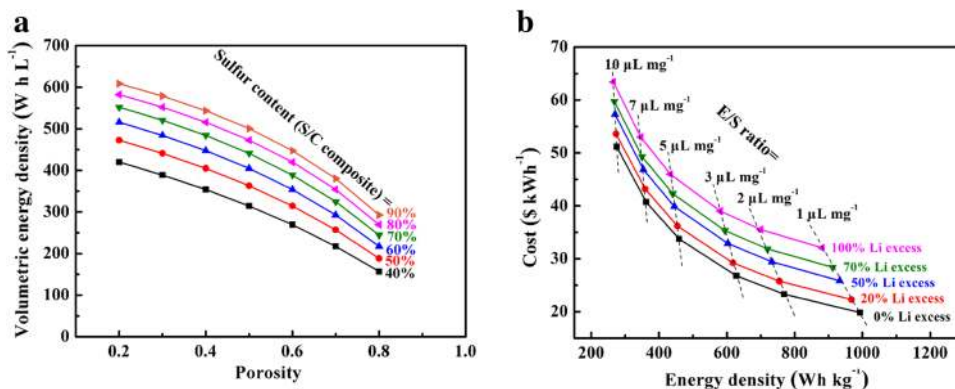 a
Volumetric energy density (W h L⁻¹)
700
600
500
400
300
200
100
0
0.2
0.4
0.6
0.8
1.0
Porosity
Sulfur content (S/C composite) =
90%
80%
70%
60%
50%
40%
b
Cost ($ kWh⁻¹)
70
60
50
40
30
20
200
400
600
800
1000
Energy density (Wh kg⁻¹)
10 µL mg⁻¹
7 µL mg⁻¹
5 µL mg⁻¹
3 µL mg⁻¹
2 µL mg⁻¹
1 µL mg⁻¹
E/S ratio=
100% Li excess
70% Li excess
50% Li excess
20% Li excess
0% Li excess